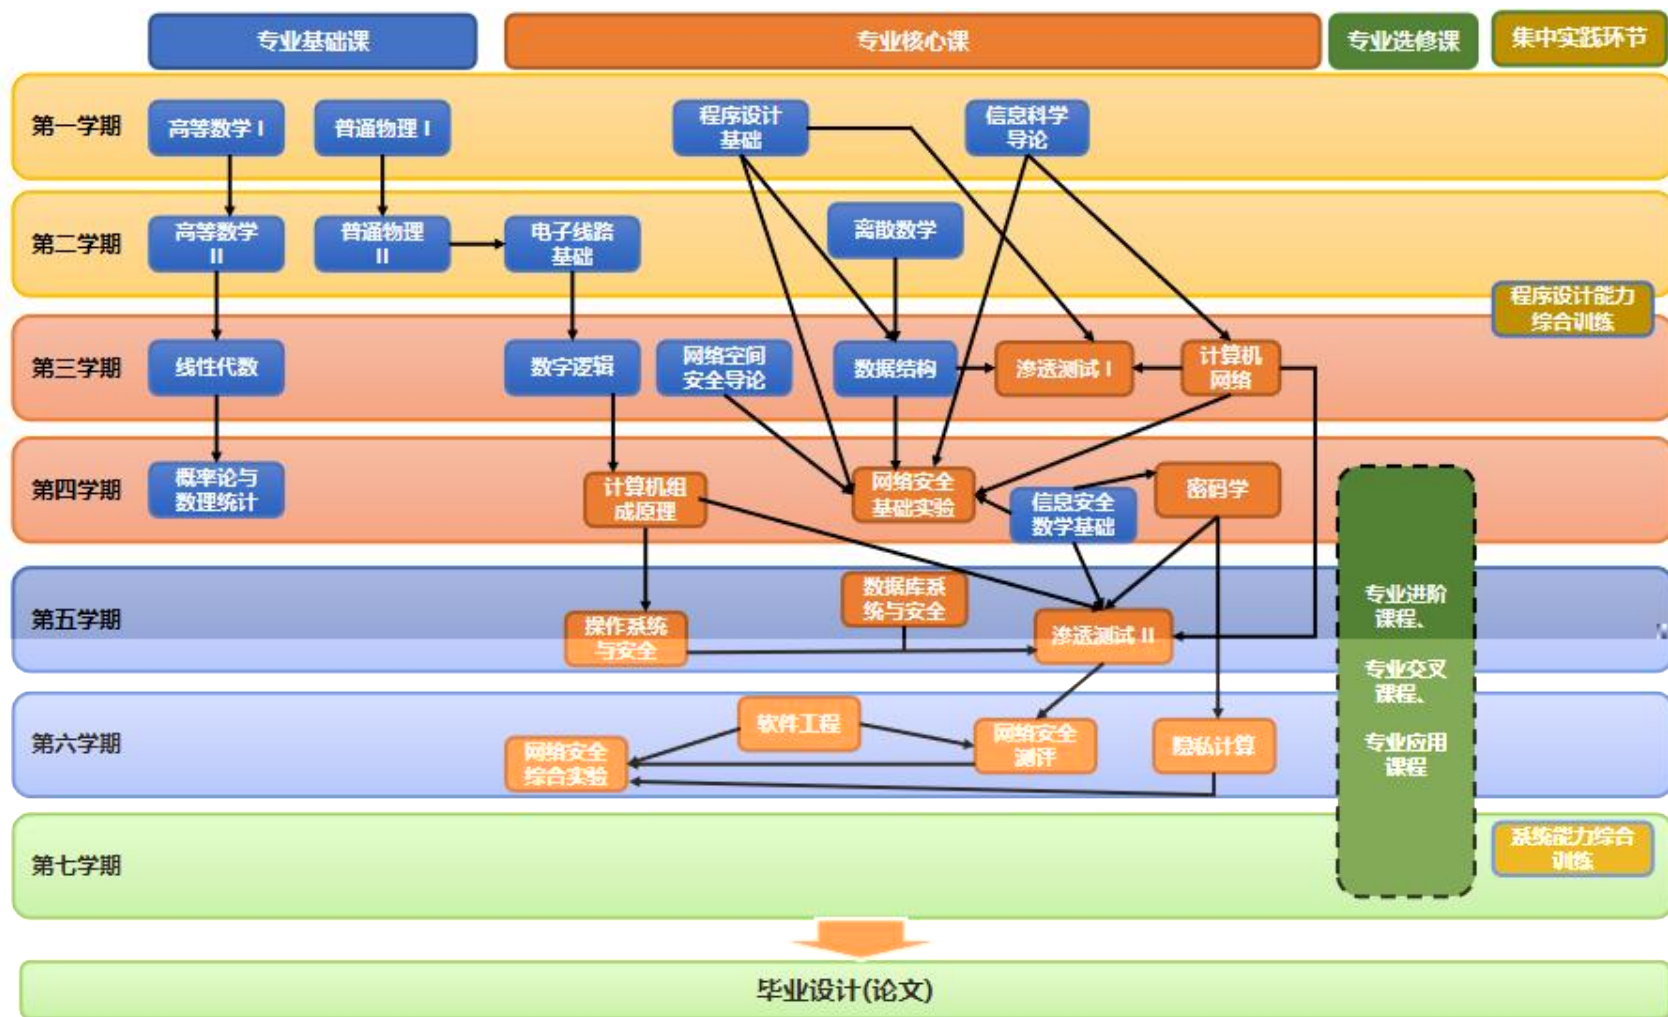 专业基础课
专业核心课
专业选修课
集中实践环节
第一学期
高等数学 I
普通物理 I
程序设计
基础
信息科学
导论
第二学期
高等数学
II
普通物理
II
电子线路
基础
离散数学
程序设计能力
综合训练
第三学期
线性代数
数字逻辑
网络空间
安全导论
数据结构
渗透测试 I
计算机
网络
第四学期
概率论与
数理统计
计算机组
成原理
网络安全
基础实验
信息安全
数学基础
密码学
第五学期
操作系统
与安全
数据库系
统与安全
渗透测试 II
专业进阶
课程、
专业交叉
课程、
专业应用
课程
第六学期
网络安全
综合实验
软件工程
网络安全
测评
隐私计算
第七学期
系统能力综合
训练
毕业设计(论文)